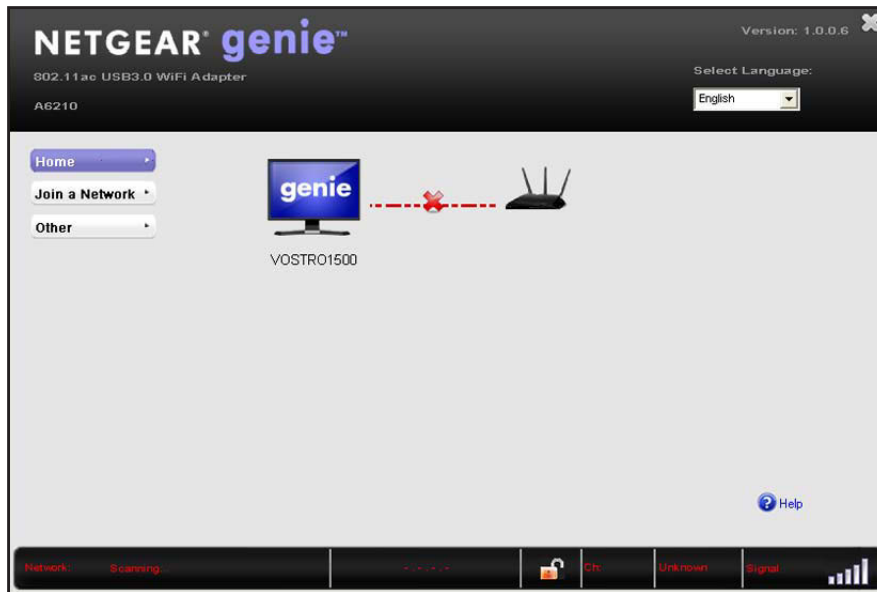 NETGEAR® genie™
Version: 1.0.0.6
802.11ac USB3.0 WiFi Adapter
Select Language:
A6210
English
Home
Join a Network
Other
genie
VOSTRO1500
Help
Network: Scanning... -.-.-.- Ch: Unknown Signal